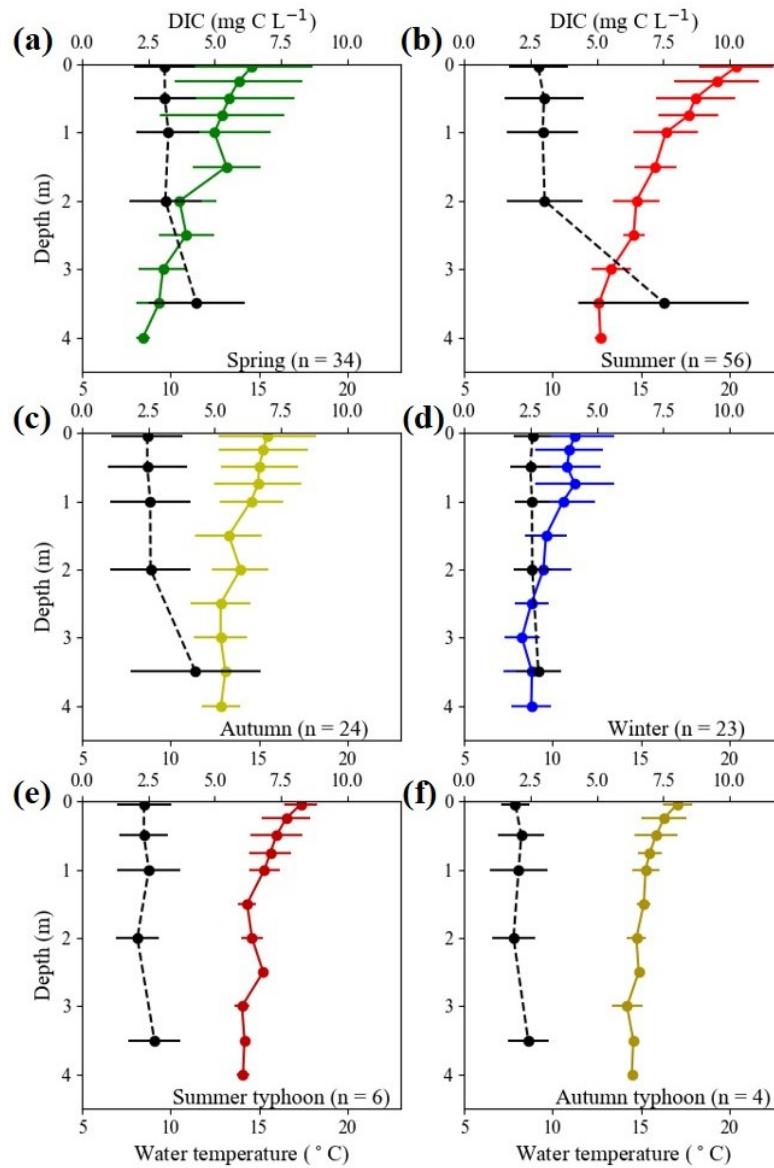 DIC (mg C L⁻¹) DIC (mg C L⁻¹)
(a) 0.0 2.5 5.0 7.5 10.0 (b) 0.0 2.5 5.0 7.5 10.0
0
1
Depth (m)
2
3
4
Spring (n = 34) Summer (n = 56)
5 10 15 20 5 10 15 20
(c) 0.0 2.5 5.0 7.5 10.0 (d) 0.0 2.5 5.0 7.5 10.0
0
1
Depth (m)
2
3
4
Autumn (n = 24) Winter (n = 23)
5 10 15 20 5 10 15 20
(e) 0.0 2.5 5.0 7.5 10.0 (f) 0.0 2.5 5.0 7.5 10.0
0
1
Depth (m)
2
3
4
Summer typhoon (n = 6) Autumn typhoon (n = 4)
5 10 15 20 5 10 15 20
Water temperature ( ° C) Water temperature ( ° C)